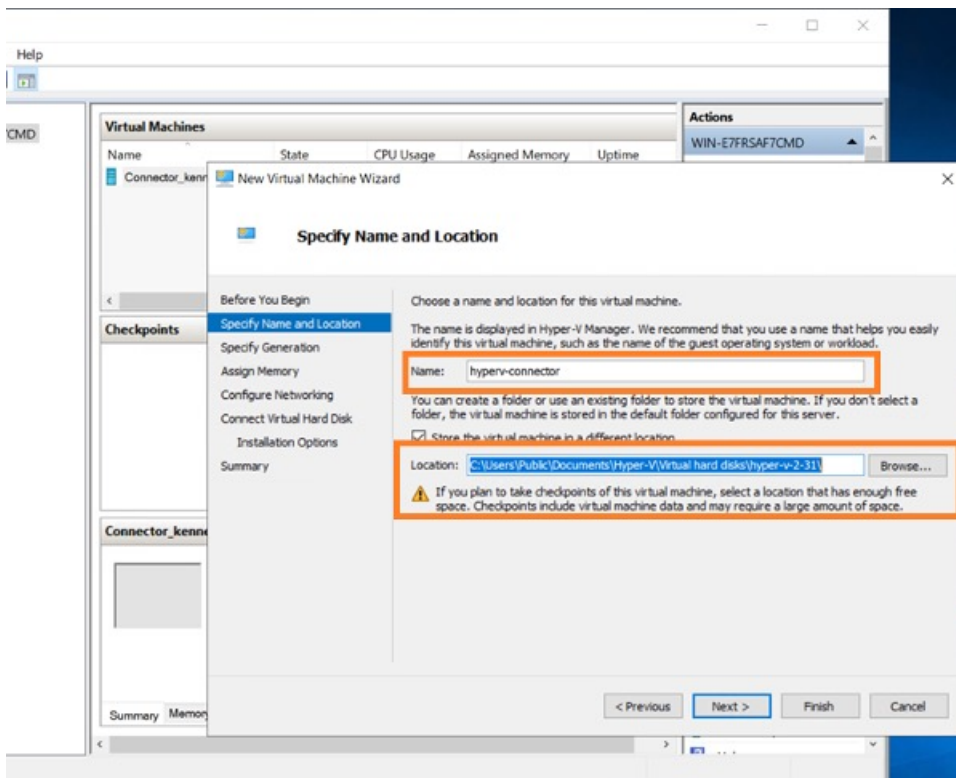 Help
CMD
Virtual Machines
Name State CPU Usage Assigned Memory Uptime
Connector_kenn
Actions
WIN-E7FRSAF7CMD
New Virtual Machine Wizard
Specify Name and Location
Before You Begin
Specify Name and Location
Specify Generation
Assign Memory
Configure Networking
Connect Virtual Hard Disk
Installation Options
Summary
Choose a name and location for this virtual machine.
The name is displayed in Hyper-V Manager. We recommend that you use a name that helps you easily
identify this virtual machine, such as the name of the guest operating system or workload.
Name: hyperv-connector
You can create a folder or use an existing folder to store the virtual machine. If you don't select a
folder, the virtual machine is stored in the default folder configured for this server.
Store the virtual machine in a different location
Location: C:\Users\Public\Documents\Hyper-V\Virtual hard disks\hyper-v-2-31\ Browse...
If you plan to take checkpoints of this virtual machine, select a location that has enough free
space. Checkpoints include virtual machine data and may require a large amount of space.
< Previous Next > Finish Cancel
Checkpoints
Connector_kenne
Summary Memory